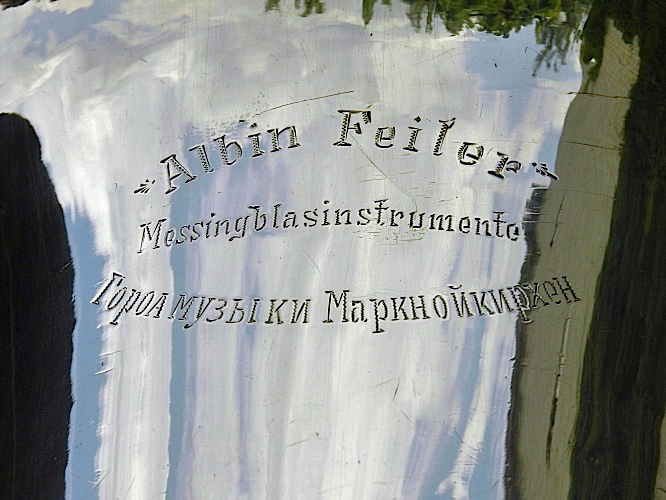 Albin Feiler
Messingblasinstrumente
Город музыки Маркнойкирхен